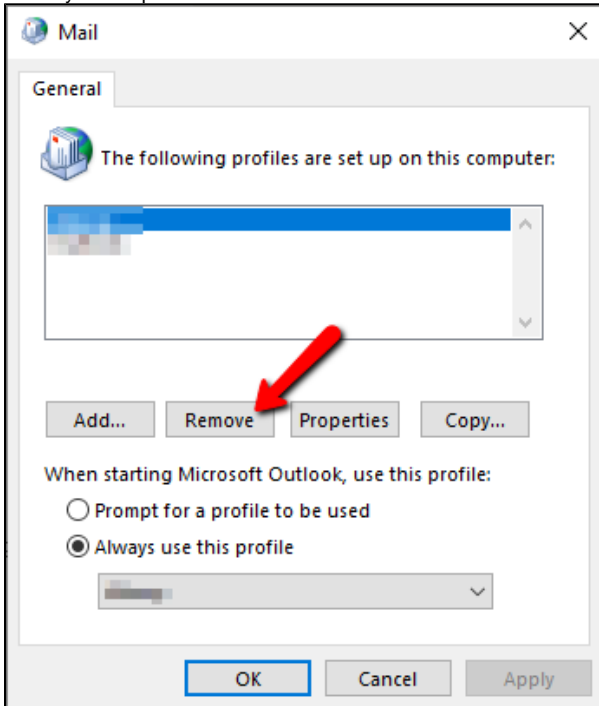 Mail
General
The following profiles are set up on this computer:
Add... Remove Properties Copy...
When starting Microsoft Outlook, use this profile:
Prompt for a profile to be used
Always use this profile
OK Cancel Apply